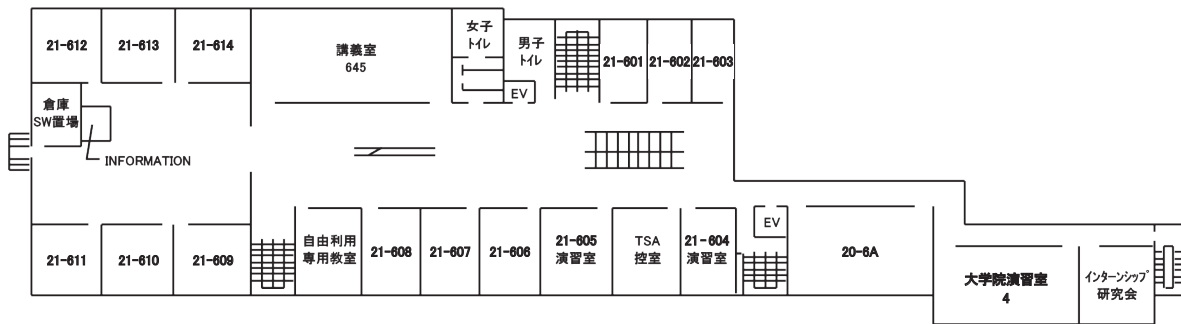 21-612
21-613
21-614
講義室
645
女子
トイレ
男子
トイレ
EV
21-601
21-602
21-603
倉庫
SW置場
INFORMATION
21-611
21-610
21-609
自由利用
専用教室
21-608
21-607
21-606
21-605
演習室
TSA
控室
21-604
演習室
EV
20-6A
大学院演習室
4
インターンシップ
研究会